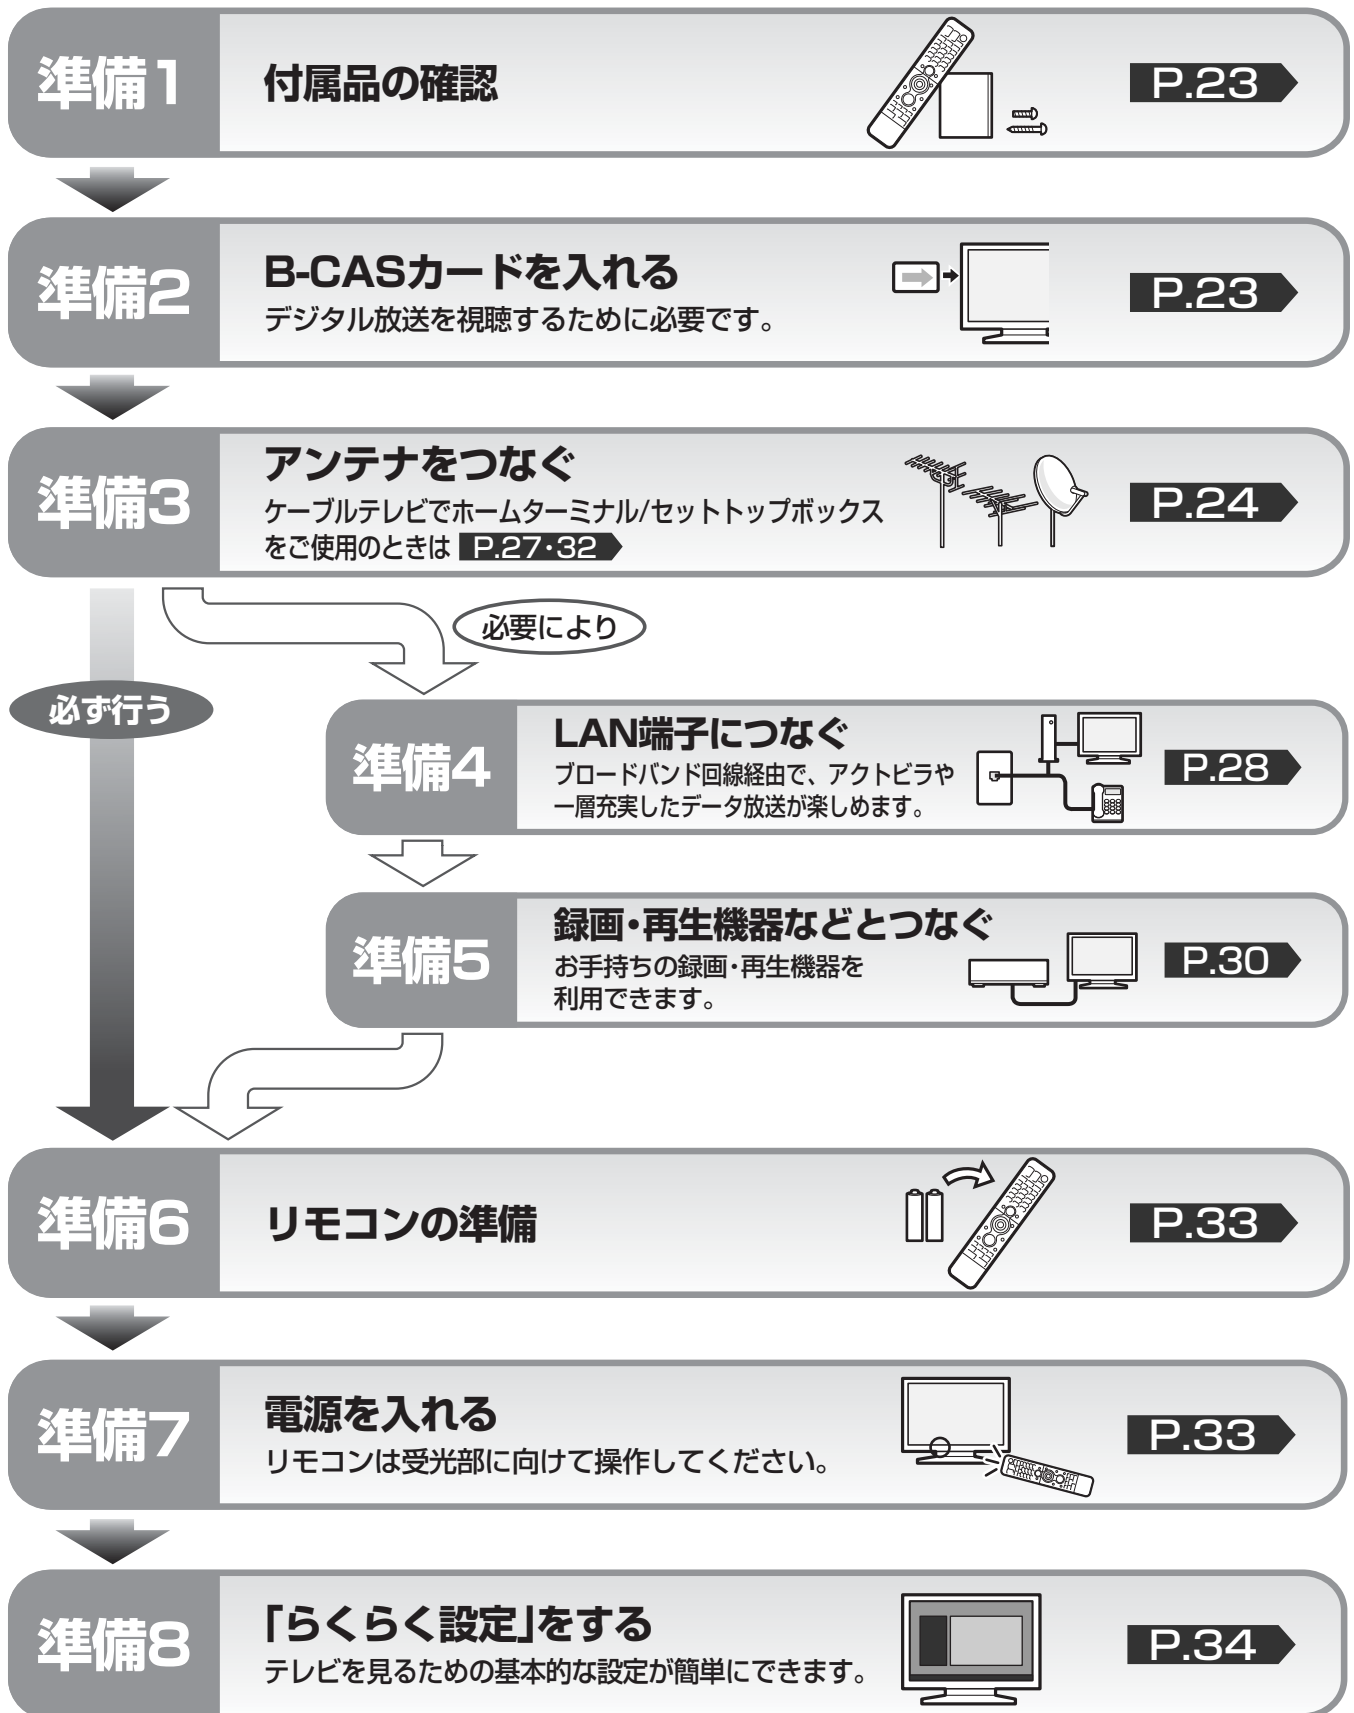 準備1
付属品の確認
P.23
準備2
B-CASカードを入れる
デジタル放送を視聴するために必要です。
P.23
準備3
アンテナをつなぐ
ケーブルテレビでホームターミナル/セットトップボックス
をご使用のときは P.27・32
P.24
必要により
必ず行う
準備4
LAN端子につなぐ
ブロードバンド回線経由で、アクトビラや
一層充実したデータ放送が楽しめます。
P.28
準備5
録画・再生機器などとつなぐ
お手持ちの録画・再生機器を
利用できます。
P.30
準備6
リモコンの準備
P.33
準備7
電源を入れる
リモコンは受光部に向けて操作してください。
P.33
準備8
「らくらく設定」をする
テレビを見るための基本的な設定が簡単にできます。
P.34